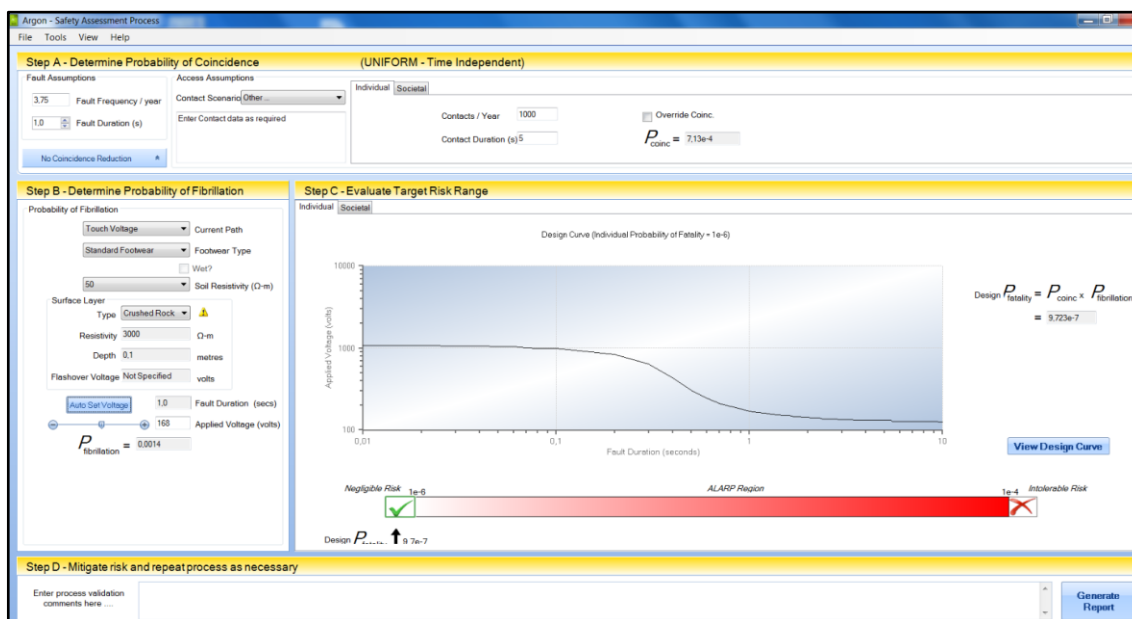 Argon - Safety Assessment Process
File Tools View Help
Step A - Determine Probability of Coincidence (UNIFORM - Time Independent)
Fault Assumptions
3,75 Fault Frequency / year
1,0 Fault Duration (s)
No Coincidence Reduction
Access Assumptions
Contact Scenario Other ...
Enter Contact data as required
Individual Societal
Contacts / Year 1000
Contact Duration (s) 5
Override Coinc.
Pcoinc = 7,13e-4
Step B - Determine Probability of Fibrillation
Probability of Fibrillation
Touch Voltage Current Path
Standard Footwear Footwear Type
Wet?
50 Soil Resistivity (Ω-m)
Surface Layer
Type Crushed Rock
Resistivity 3000 Ω-m
Depth 0,1 metres
Flashover Voltage Not Specified volts
Auto Set Voltage 1,0 Fault Duration (secs)
168 Applied Voltage (volts)
Pfibrillation = 0,0014
Step C - Evaluate Target Risk Range
Individual Societal
Design Curve (Individual Probability of Fatality = 1e-6)
Applied Voltage (volts)
10000
1000
100
0,01 0,1 1 10
Fault Duration (seconds)
Design Pfatality = Pcoinc x Pfibrillation
= 9,723e-7
View Design Curve
Negligible Risk 1e-6 ALARP Region 1e-4 Intolerable Risk
Design Pfatality 9,7e-7
Step D - Mitigate risk and repeat process as necessary
Enter process validation
comments here ....
Generate
Report